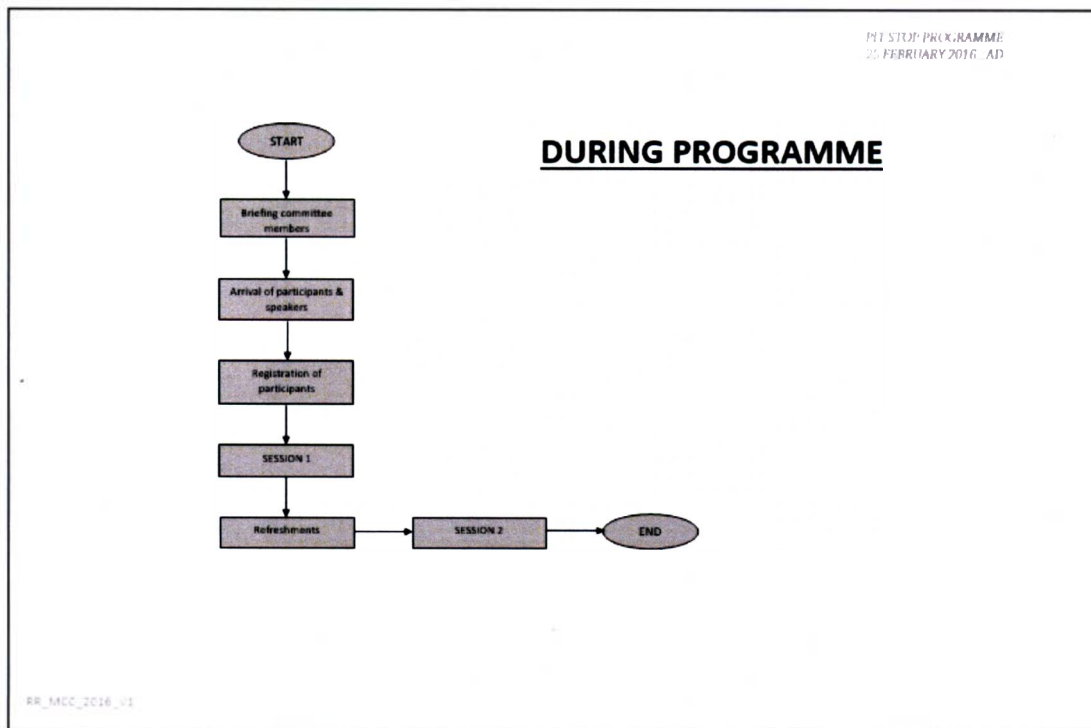 PIT STOP PROGRAMME
25 FEBRUARY 2016_AD
DURING PROGRAMME
START
Briefing committee
members
Arrival of participants &
speakers
Registration of
participants
SESSION 1
Refreshments
SESSION 2
END
RR_MCC_2016_V1